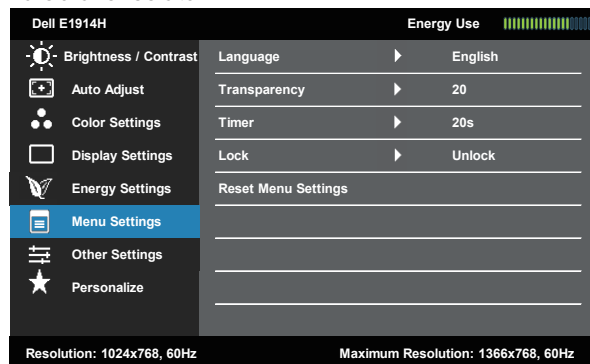 Dell E1914H Energy Use
Brightness / Contrast Language English
Auto Adjust Transparency 20
Color Settings Timer 20s
Display Settings Lock Unlock
Energy Settings Reset Menu Settings
Menu Settings
Other Settings
Personalize
Resolution: 1024x768, 60Hz Maximum Resolution: 1366x768, 60Hz